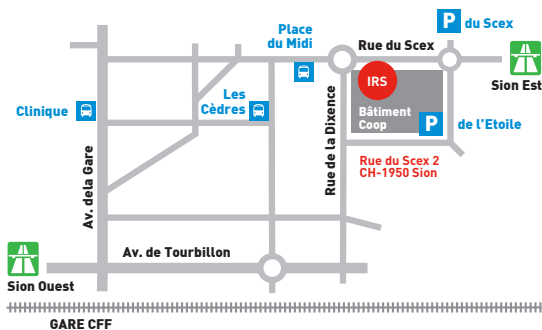 P du Scex
Place
du Midi
Rue du Scex
Sion Est
IRS
Les
Cèdres
Clinique
Bâtiment
Coop
P
de l'Etoile
Rue de la Dixence
Rue du Scex 2
CH-1950 Sion
Av. dela Gare
Av. de Tourbillon
Sion Ouest
GARE CFF